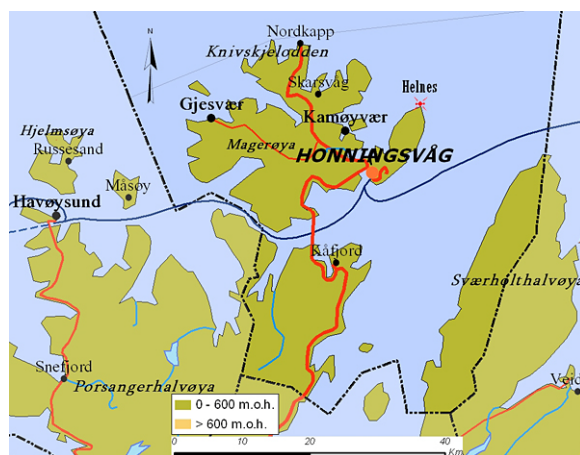 N
Nordkapp
Knivskjelodden
Skarsvåg
Helnes
Gjesvær
Kamøyvær
Hjelmsøya
Russesand
Magerøya
HONNINGSVÅG
Måsøy
Havøysund
Kåfjord
Sværholthalvøya
Snefjord
Porsangerhalvøya
Veid
0 - 600 m.o.h.
> 600 m.o.h.
0 10 20 40
Km